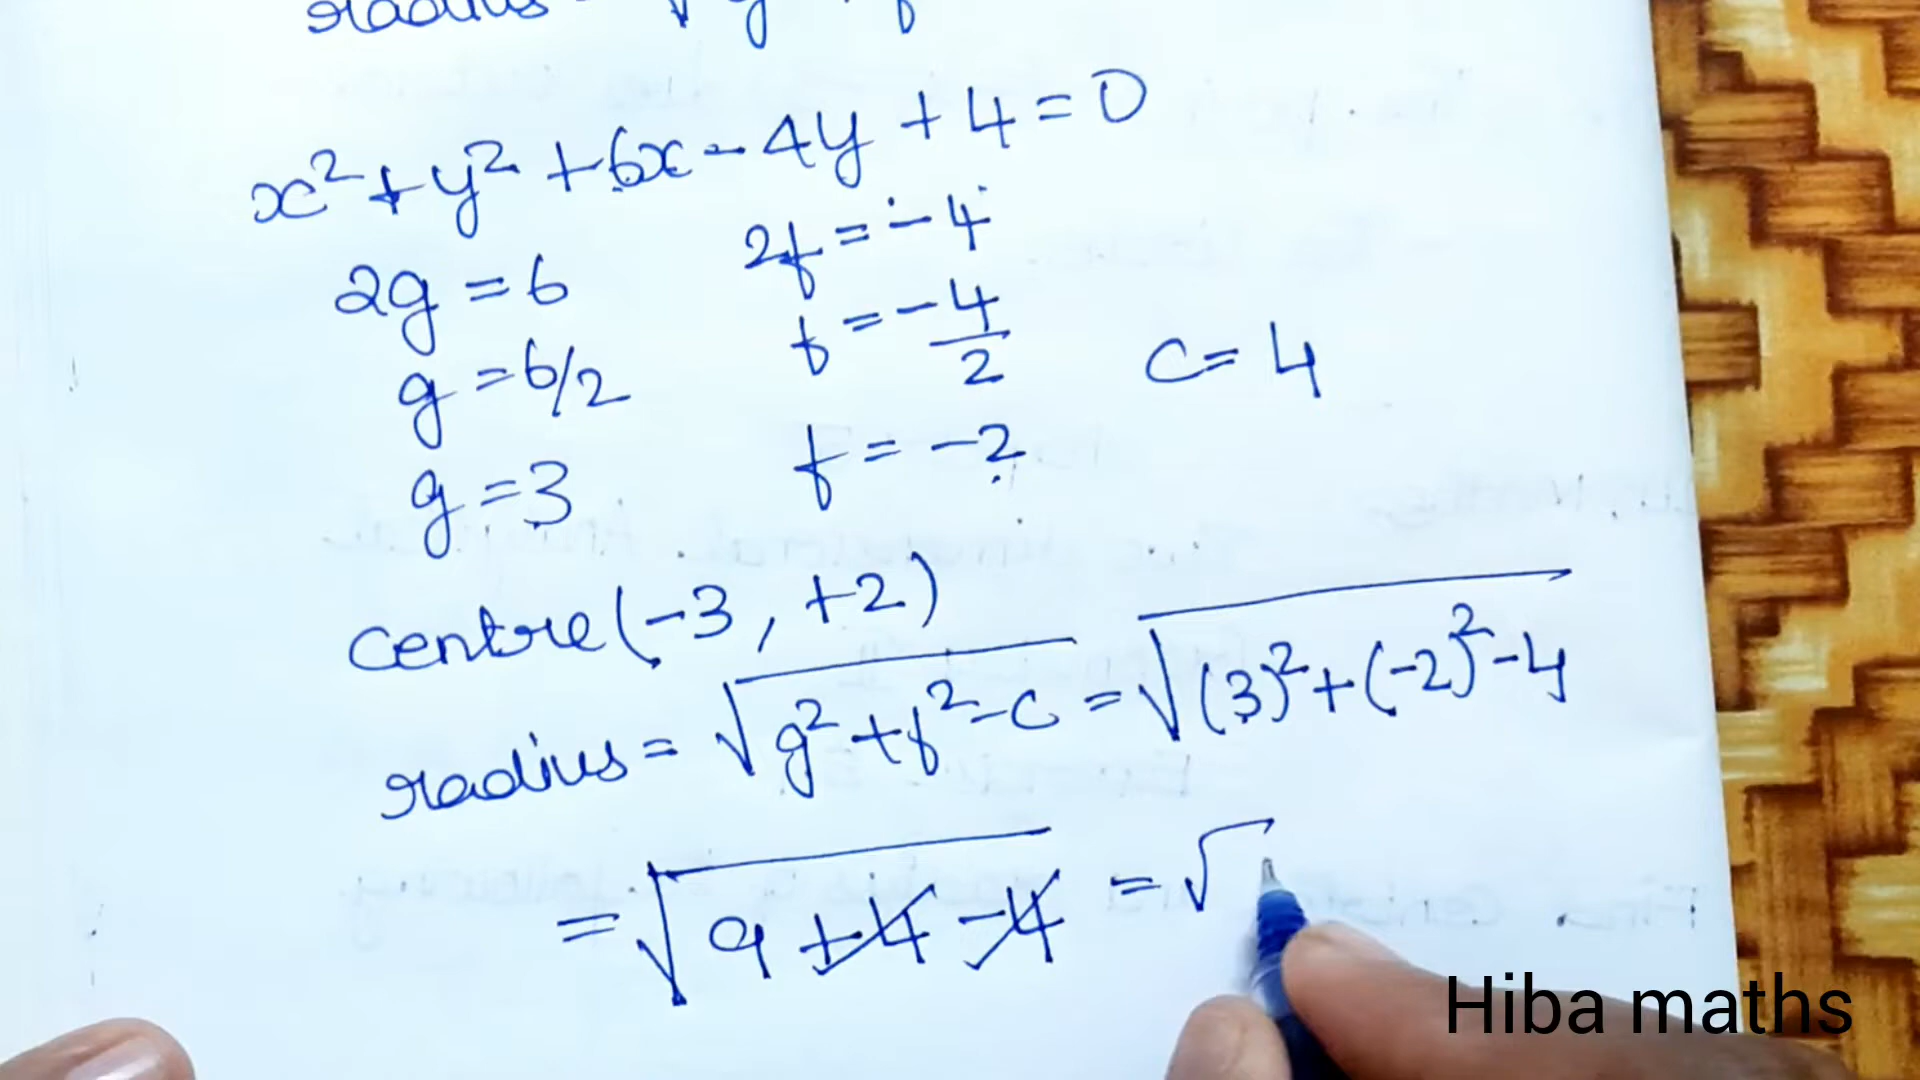 radius = √g
x² + y² + 6x - 4y + 4 = 0
2g = 6 2f = -4
g = 6/2 f = -4/2 c = 4
g = 3 f = -2
centre (-3, +2)
radius = √g² + f² - c = √(3)² + (-2)² - 4
= √9 + 4 - 4 = √
Hiba maths